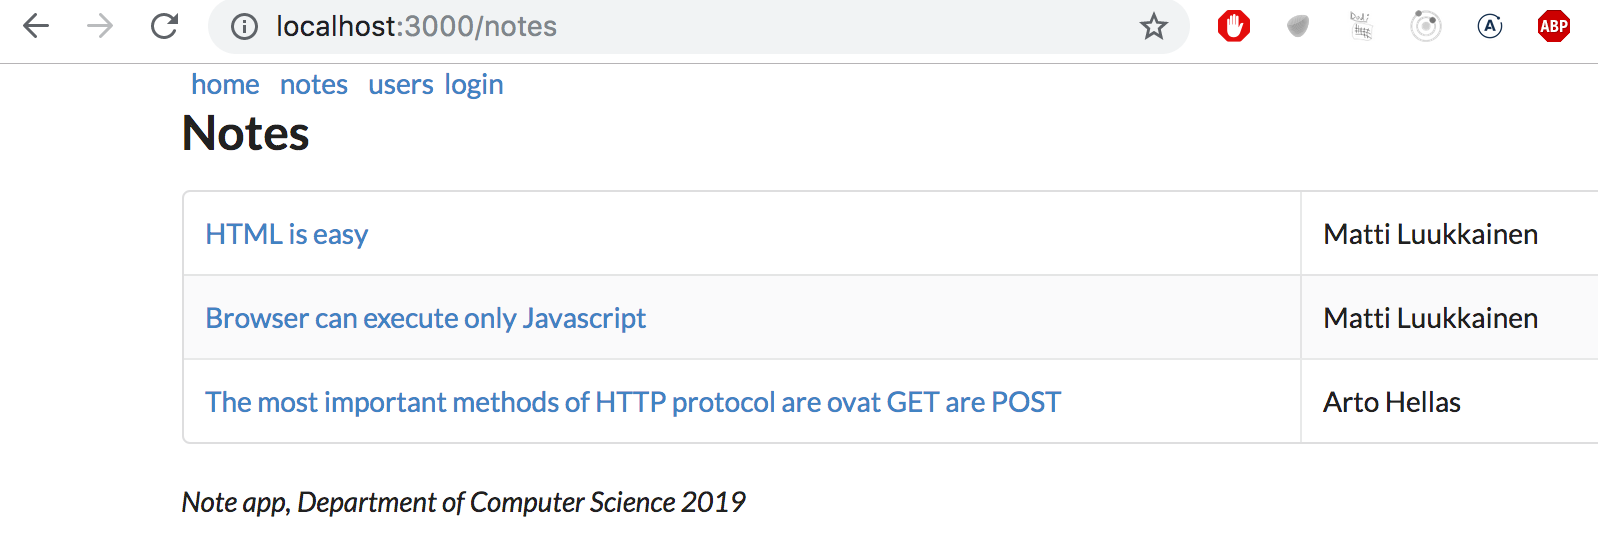 localhost:3000/notes
ABP
home notes users login
Notes
HTML is easy Matti Luukkainen
Browser can execute only Javascript Matti Luukkainen
The most important methods of HTTP protocol are ovat GET are POST Arto Hellas
Note app, Department of Computer Science 2019